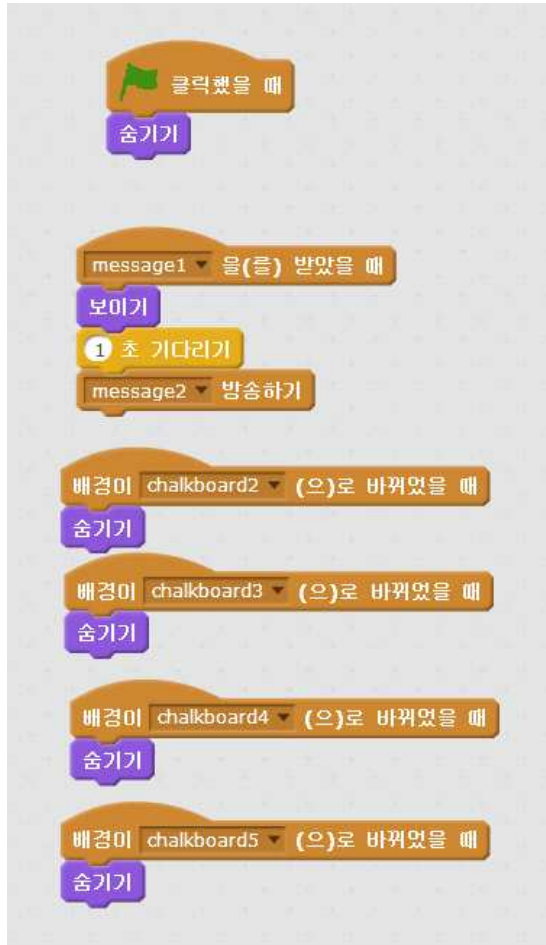 클릭했을 때
숨기기
message1 을(를) 받았을 때
보이기
1 초 기다리기
message2 방송하기
배경이 chalkboard2 (으)로 바뀌었을 때
숨기기
배경이 chalkboard3 (으)로 바뀌었을 때
숨기기
배경이 chalkboard4 (으)로 바뀌었을 때
숨기기
배경이 chalkboard5 (으)로 바뀌었을 때
숨기기